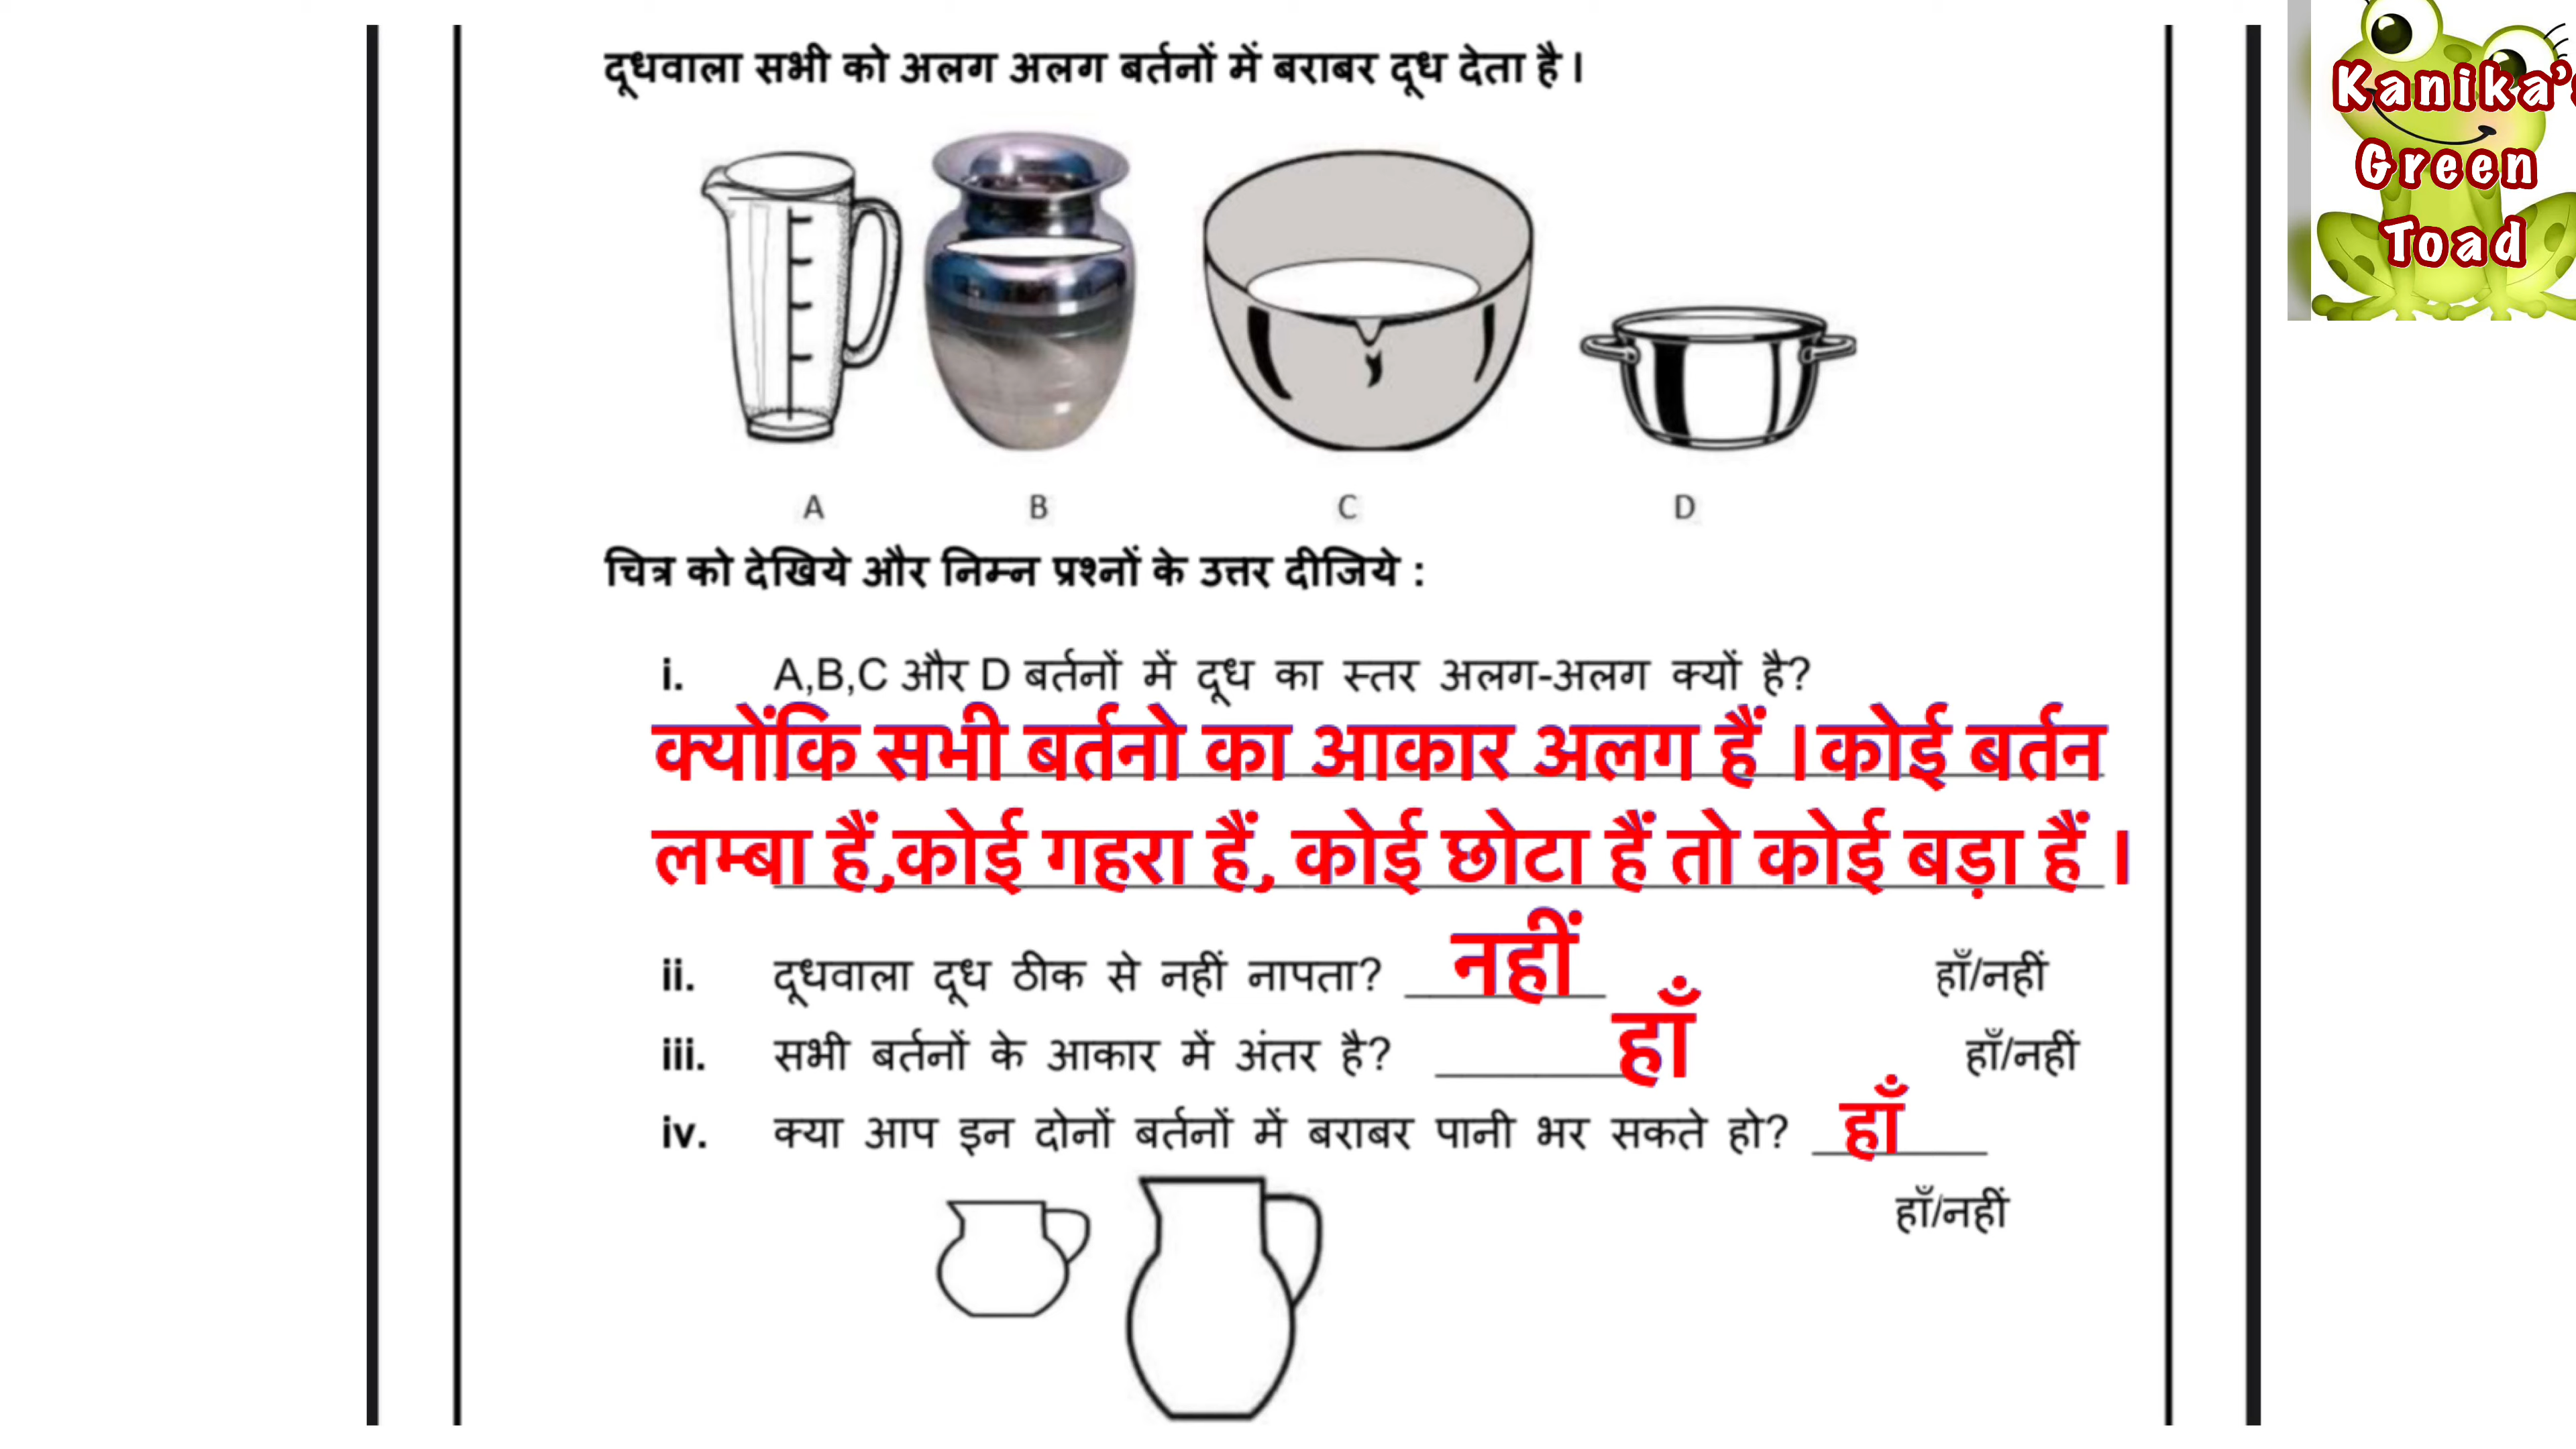 दूधवाला सभी को अलग अलग बर्तनों में बराबर दूध देता है।
Kanika's
Green
Toad
A B C D
चित्र को देखिये और निम्न प्रश्नों के उत्तर दीजिये :
i. A,B,C और D बर्तनों में दूध का स्तर अलग-अलग क्यों है?
क्योंकि सभी बर्तनो का आकार अलग हैं ।कोई बर्तन
लम्बा हैं,कोई गहरा हैं, कोई छोटा हैं तो कोई बड़ा हैं ।
ii. दूधवाला दूध ठीक से नहीं नापता? नहीं हाँ/नहीं
iii. सभी बर्तनों के आकार में अंतर है? हाँ हाँ/नहीं
iv. क्या आप इन दोनों बर्तनों में बराबर पानी भर सकते हो? हाँ
हाँ/नहीं